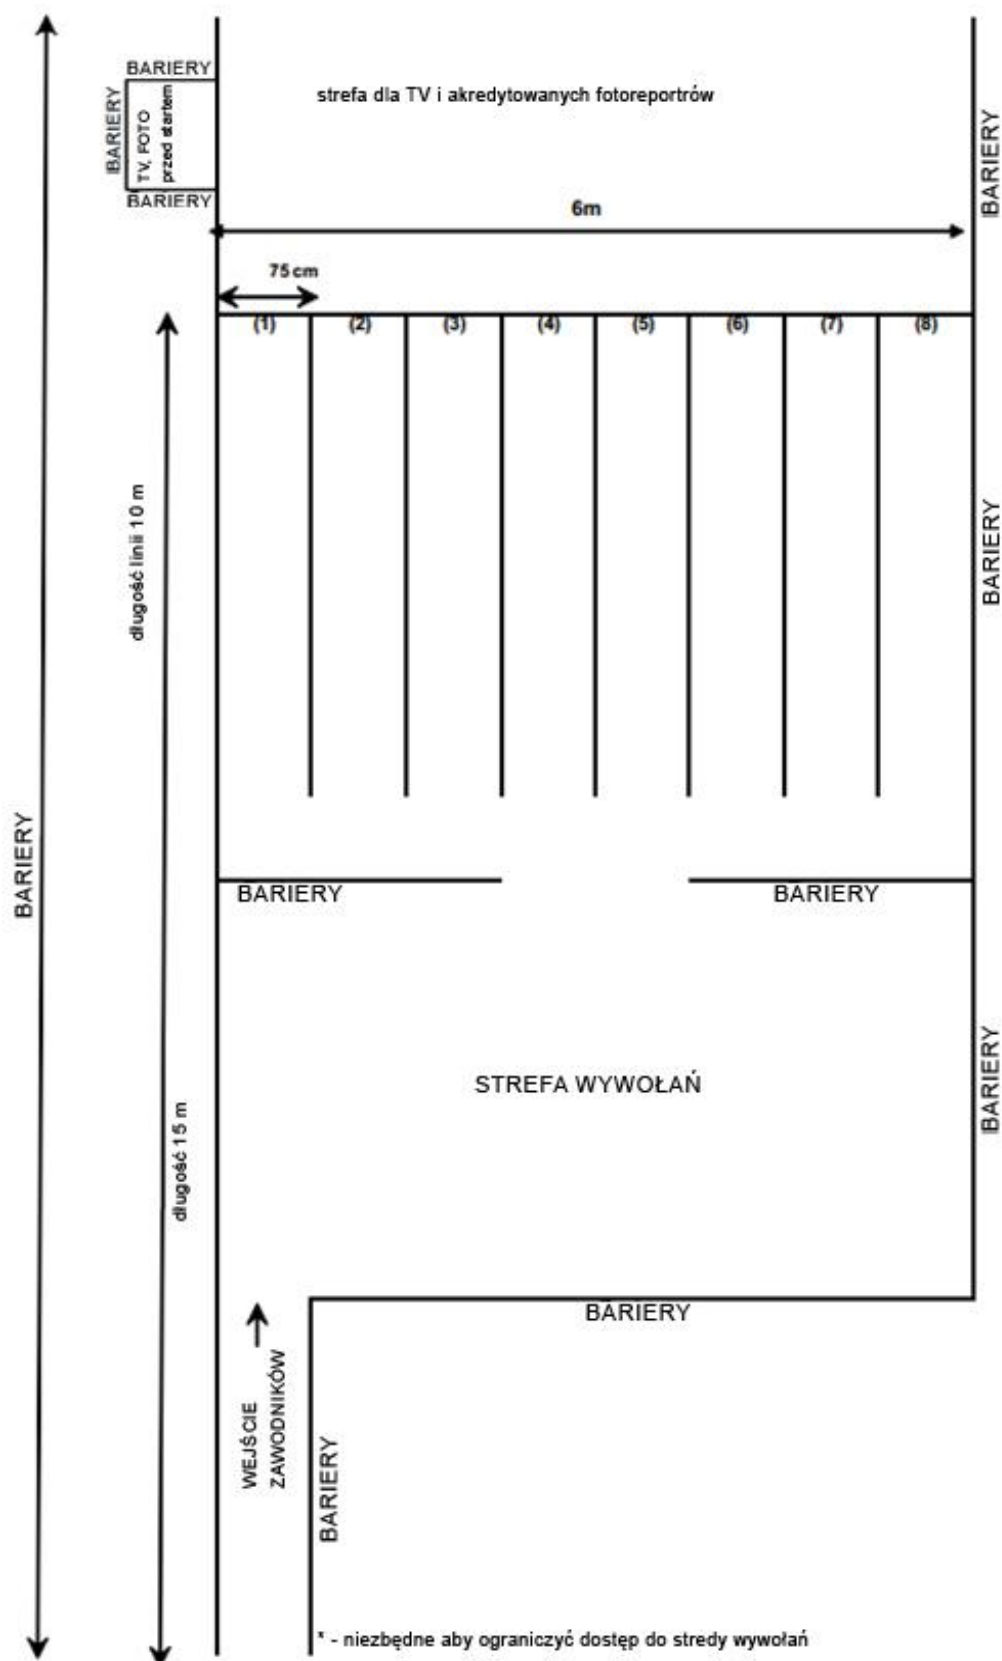 BARIERY
strefa dla TV i akredytowanych fotoreportrów
BARIERY
TV, FOTO
przed startem
BARIERY
BARIERY
6m
75 cm
(1) (2) (3) (4) (5) (6) (7) (8)
długość linii 10 m
BARIERY
BARIERY
BARIERY
BARIERY
STREFA WYWOŁAŃ
BARIERY
długość 15 m
BARIERY
WEJŚCIE
ZAWODNIKÓW
BARIERY
* - niezbędne aby ograniczyć dostęp do stredy wywołań